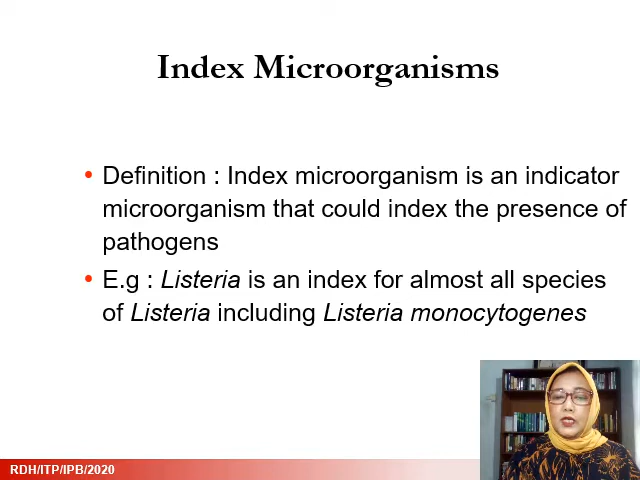 Index Microorganisms
• Definition : Index microorganism is an indicator
microorganism that could index the presence of
pathogens
• E.g : Listeria is an index for almost all species
of Listeria including Listeria monocytogenes
RDH/ITP/IPB/2020